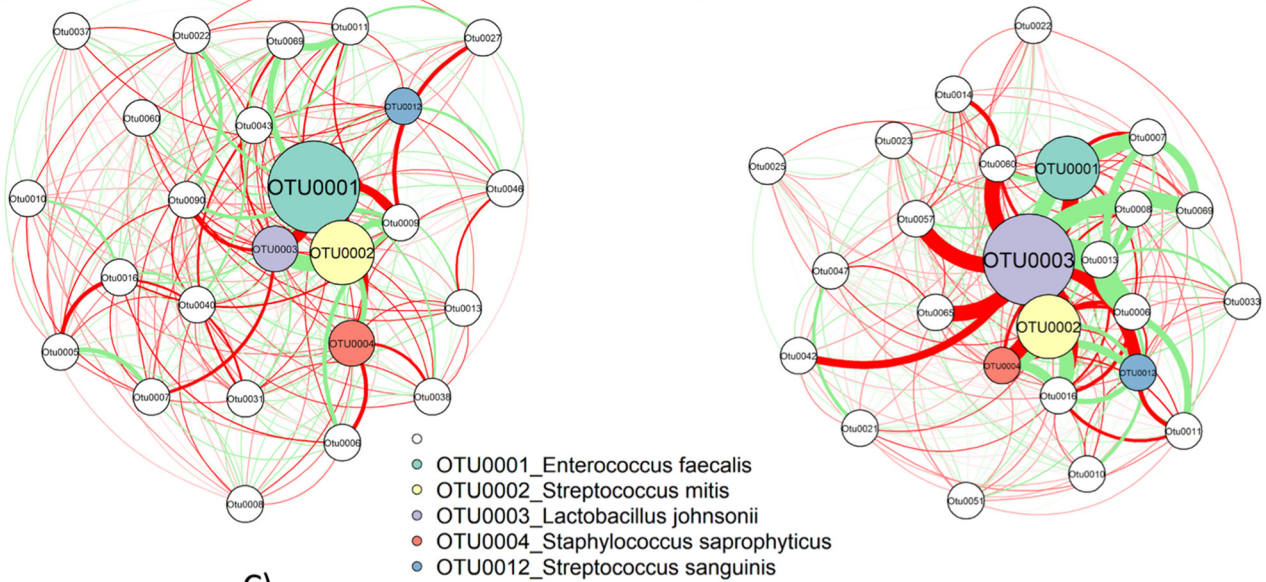 Otu0037
Otu0022
Otu0069
Otu0011
Otu0027
OTU0012
Otu0060
Otu0043
OTU0001
Otu0010
Otu0090
Otu0046
Otu0009
OTU0003
OTU0002
Otu0016
Otu0040
Otu0013
OTU0004
Otu0005
Otu0007
Otu0031
Otu0038
Otu0006
Otu0008
Otu0022
Otu0014
Otu0023
Otu0007
Otu0025
Otu0060
OTU0001
Otu0057
Otu0008
Otu0069
OTU0003
Otu0013
Otu0047
Otu0033
Otu0065
OTU0002
Otu0006
Otu0042
OTU0004
OTU0012
Otu0016
Otu0021
Otu0011
Otu0010
Otu0051
OTU0001_Enterococcus faecalis
OTU0002_Streptococcus mitis
OTU0003_Lactobacillus johnsonii
OTU0004_Staphylococcus saprophyticus
OTU0012_Streptococcus sanguinis